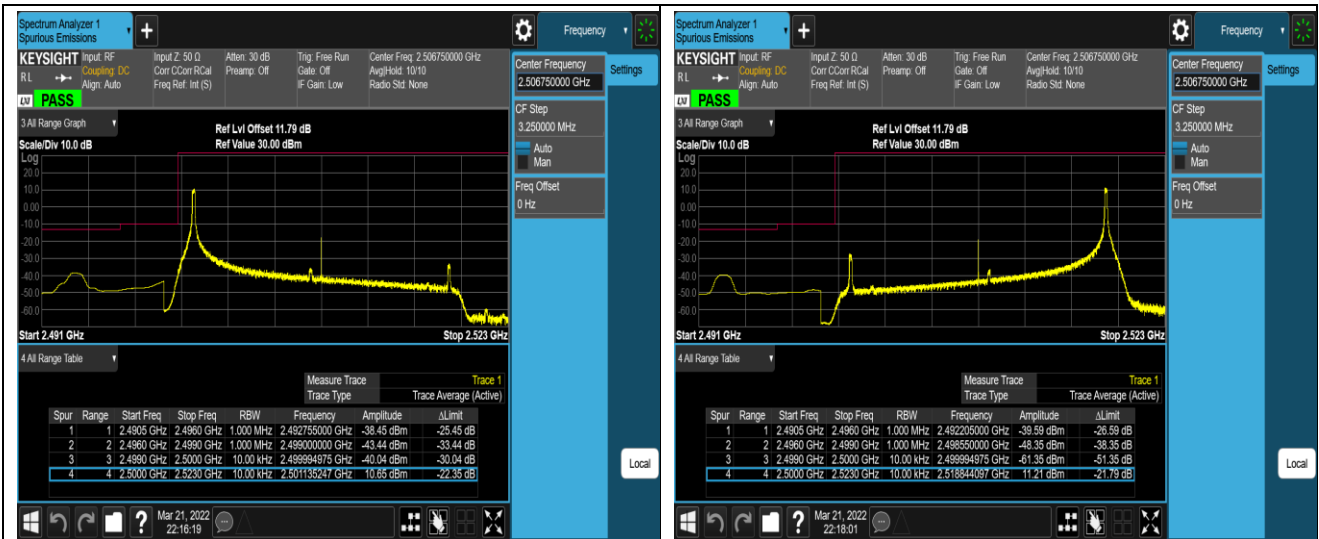 Spectrum Analyzer 1
Spurious Emissions
+
Frequency
KEYSIGHT Input: RF
R L
Coupling: DC
Align: Auto
Input Z: 50 Ω
Corr CCorr RCal
Freq Ref: Int (S)
Atten: 30 dB
Preamp: Off
Trig: Free Run
Gate: Off
IF Gain: Low
Center Freq: 2.506750000 GHz
Avg|Hold: 10/10
Radio Std: None
LXI PASS
Center Frequency
2.506750000 GHz
Settings
CF Step
3.250000 MHz
Auto
Man
Freq Offset
0 Hz
3 All Range Graph
Ref Lvl Offset 11.79 dB
Scale/Div 10.0 dB
Ref Value 30.00 dBm
Log
20.0
10.0
0.00
-10.0
-20.0
-30.0
-40.0
-50.0
-60.0
Start 2.491 GHz
Stop 2.523 GHz
4 All Range Table
Measure Trace Trace 1
Trace Type Trace Average (Active)
Spur Range Start Freq Stop Freq RBW Frequency Amplitude ΔLimit
1 1 2.4905 GHz 2.4960 GHz 1.000 MHz 2.492755000 GHz -38.45 dBm -25.45 dB
2 2 2.4960 GHz 2.4990 GHz 1.000 MHz 2.499000000 GHz -43.44 dBm -33.44 dB
3 3 2.4990 GHz 2.5000 GHz 10.00 kHz 2.499994975 GHz -40.04 dBm -30.04 dB
4 4 2.5000 GHz 2.5230 GHz 10.00 kHz 2.501135247 GHz 10.65 dBm -22.35 dB
Local
?
Mar 21, 2022
22:16:19
Spectrum Analyzer 1
Spurious Emissions
+
Frequency
KEYSIGHT Input: RF
R L
Coupling: DC
Align: Auto
Input Z: 50 Ω
Corr CCorr RCal
Freq Ref: Int (S)
Atten: 30 dB
Preamp: Off
Trig: Free Run
Gate: Off
IF Gain: Low
Center Freq: 2.506750000 GHz
Avg|Hold: 10/10
Radio Std: None
LXI PASS
Center Frequency
2.506750000 GHz
Settings
CF Step
3.250000 MHz
Auto
Man
Freq Offset
0 Hz
3 All Range Graph
Ref Lvl Offset 11.79 dB
Scale/Div 10.0 dB
Ref Value 30.00 dBm
Log
20.0
10.0
0.00
-10.0
-20.0
-30.0
-40.0
-50.0
-60.0
Start 2.491 GHz
Stop 2.523 GHz
4 All Range Table
Measure Trace Trace 1
Trace Type Trace Average (Active)
Spur Range Start Freq Stop Freq RBW Frequency Amplitude ΔLimit
1 1 2.4905 GHz 2.4960 GHz 1.000 MHz 2.492205000 GHz -39.59 dBm -26.59 dB
2 2 2.4960 GHz 2.4990 GHz 1.000 MHz 2.498550000 GHz -48.35 dBm -38.35 dB
3 3 2.4990 GHz 2.5000 GHz 10.00 kHz 2.499994975 GHz -61.35 dBm -51.35 dB
4 4 2.5000 GHz 2.5230 GHz 10.00 kHz 2.518844097 GHz 11.21 dBm -21.79 dB
Local
?
Mar 21, 2022
22:18:01